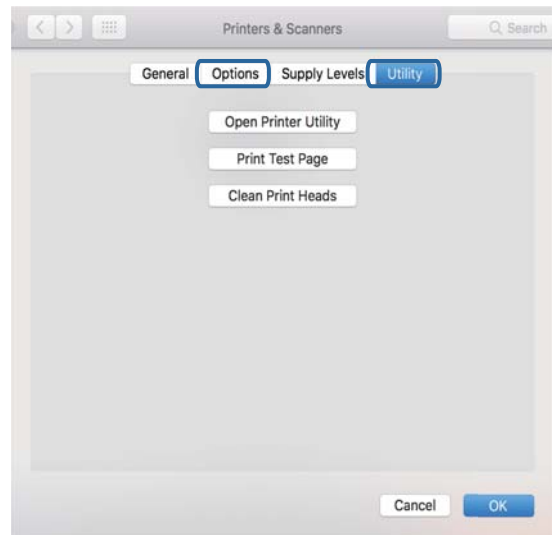 Printers & Scanners Search
General Options Supply Levels Utility
Open Printer Utility
Print Test Page
Clean Print Heads
Cancel OK